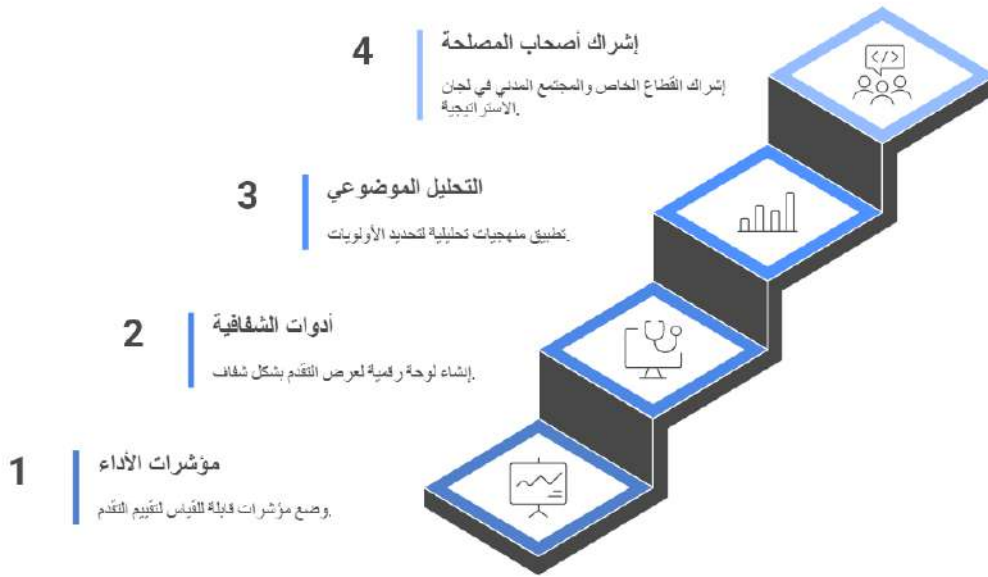 4
إشراك أصحاب المصلحة
إشراك القطاع الخاص والمجتمع المدني في لجان
الاستراتيجية.
3
التحليل الموضوعي
تطبيق منهجيات تحليلية لتحديد الأولويات.
2
أدوات الشفافية
إنشاء لوحة رقمية لعرض التقدم بشكل شفاف.
1
مؤشرات الأداء
وضع مؤشرات قابلة للقياس لتقييم التقدم.